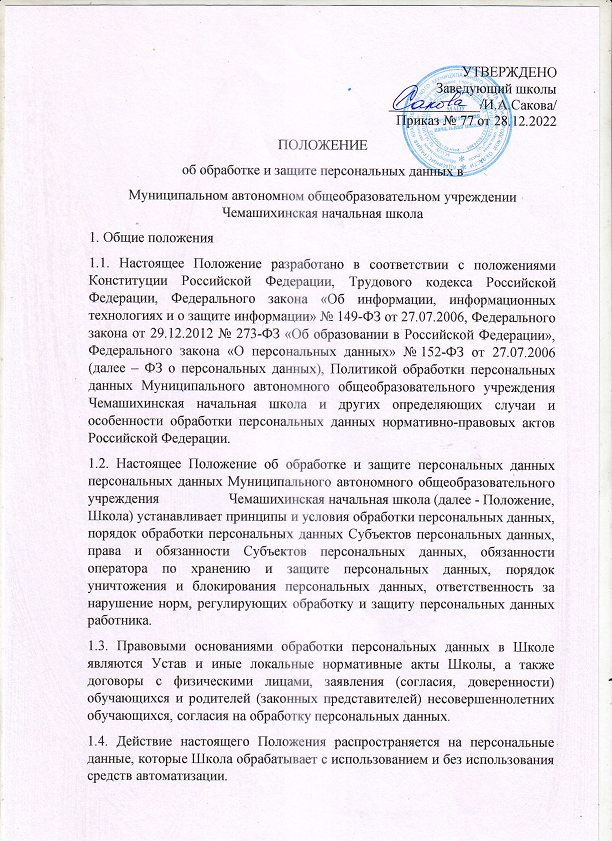 УТВЕРЖДЕНО
Заведующий школы
Сакова /И.А.Сакова/
Приказ № 77 от 28.12.2022
ПОЛОЖЕНИЕ
об обработке и защите персональных данных в
Муниципальном автономном общеобразовательном учреждении
Чемашихинская начальная школа
1. Общие положения
1.1. Настоящее Положение разработано в соответствии с положениями
Конституции Российской Федерации, Трудового кодекса Российской
Федерации, Федерального закона «Об информации, информационных
технологиях и о защите информации» № 149-ФЗ от 27.07.2006, Федерального
закона от 29.12.2012 № 273-ФЗ «Об образовании в Российской Федерации»,
Федерального закона «О персональных данных» № 152-ФЗ от 27.07.2006
(далее – ФЗ о персональных данных), Политикой обработки персональных
данных Муниципального автономного общеобразовательного учреждения
Чемашихинская начальная школа и других определяющих случаи и
особенности обработки персональных данных нормативно-правовых актов
Российской Федерации.
1.2. Настоящее Положение об обработке и защите персональных данных
персональных данных Муниципального автономного общеобразовательного
учреждения Чемашихинская начальная школа (далее - Положение,
Школа) устанавливает принципы и условия обработки персональных данных,
порядок обработки персональных данных Субъектов персональных данных,
права и обязанности Субъектов персональных данных, обязанности
оператора по хранению и защите персональных данных, порядок
уничтожения и блокирования персональных данных, ответственность за
нарушение норм, регулирующих обработку и защиту персональных данных
работника.
1.3. Правовыми основаниями обработки персональных данных в Школе
являются Устав и иные локальные нормативные акты Школы, а также
договоры с физическими лицами, заявления (согласия, доверенности)
обучающихся и родителей (законных представителей) несовершеннолетних
обучающихся, согласия на обработку персональных данных.
1.4. Действие настоящего Положения распространяется на персональные
данные, которые Школа обрабатывает с использованием и без использования
средств автоматизации.